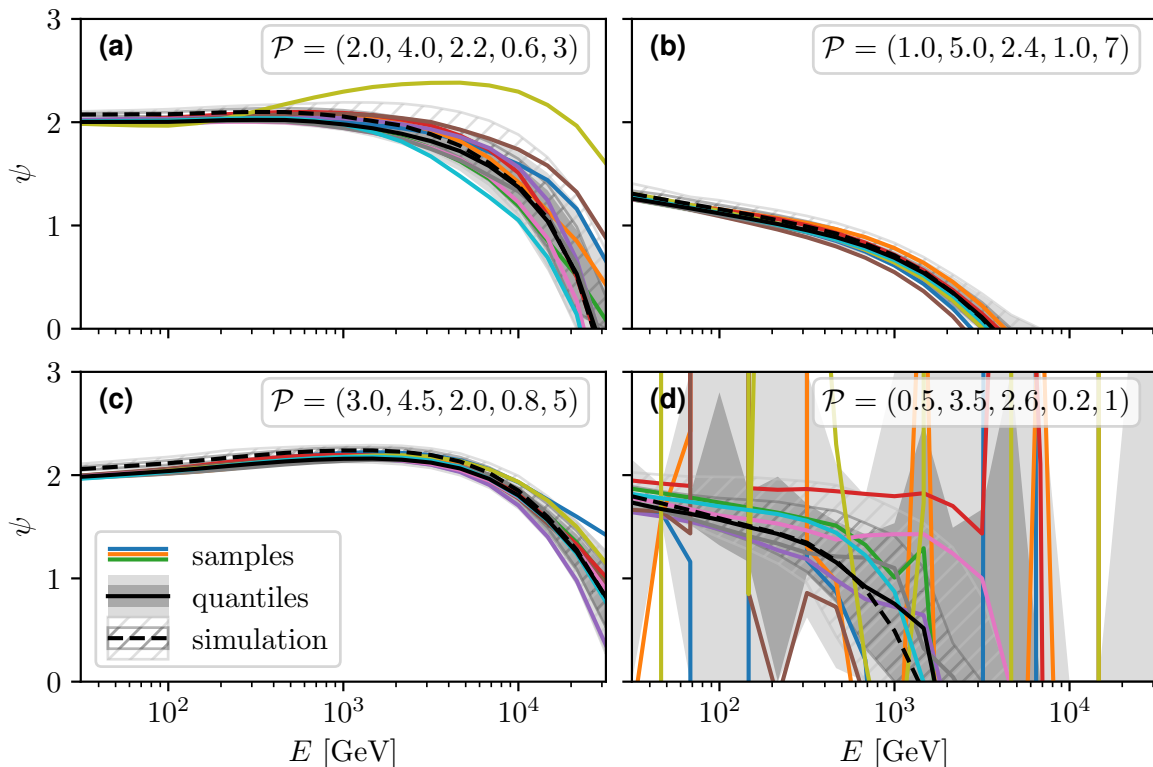 3
(a)
𝒫 = (2.0, 4.0, 2.2, 0.6, 3)
(b)
𝒫 = (1.0, 5.0, 2.4, 1.0, 7)
2
ψ
1
0
3
(c)
𝒫 = (3.0, 4.5, 2.0, 0.8, 5)
(d)
𝒫 = (0.5, 3.5, 2.6, 0.2, 1)
2
ψ
samples
1
quantiles
simulation
0
10² 10³ 10⁴ 10² 10³ 10⁴
E [GeV] E [GeV]